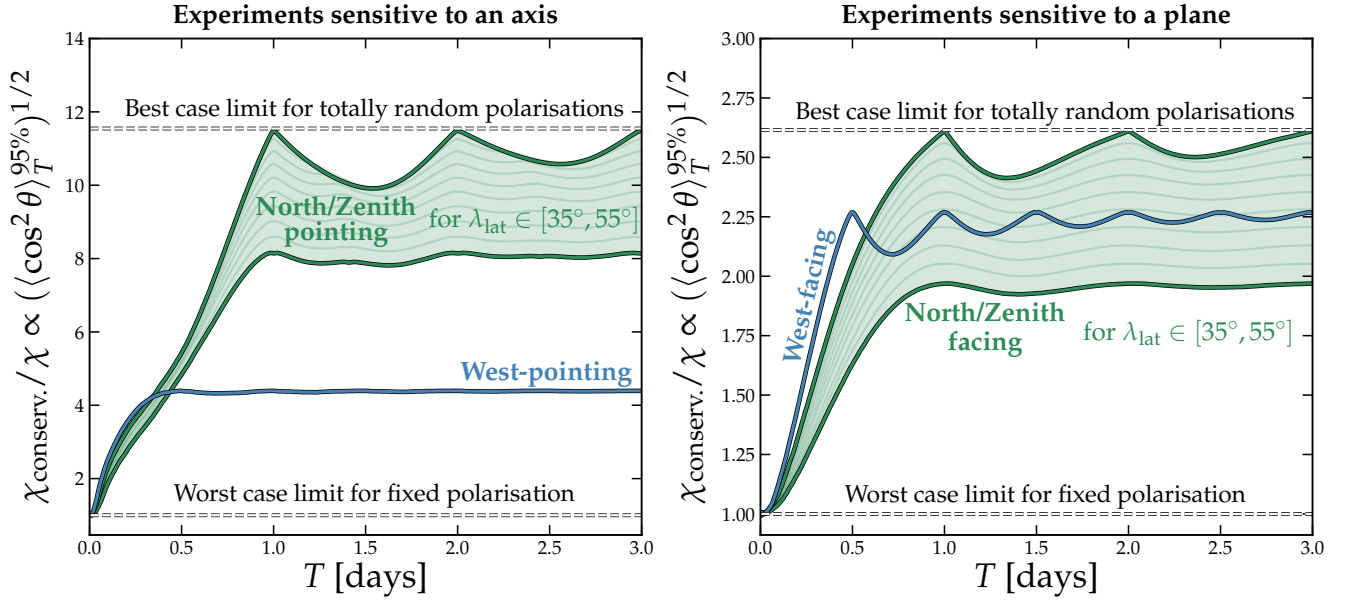 Experiments sensitive to an axis
χconserv./χ ∝ (⟨cos² θ⟩_T^95%)^1/2
14
12
10
8
6
4
2
Best case limit for totally random polarisations
North/Zenith
pointing
for λlat ∈ [35°, 55°]
West-pointing
Worst case limit for fixed polarisation
0.0 0.5 1.0 1.5 2.0 2.5 3.0
T [days]
Experiments sensitive to a plane
χconserv./χ ∝ (⟨cos² θ⟩_T^95%)^1/2
3.00
2.75
2.50
2.25
2.00
1.75
1.50
1.25
1.00
Best case limit for totally random polarisations
West-facing
North/Zenith
facing
for λlat ∈ [35°, 55°]
Worst case limit for fixed polarisation
0.0 0.5 1.0 1.5 2.0 2.5 3.0
T [days]